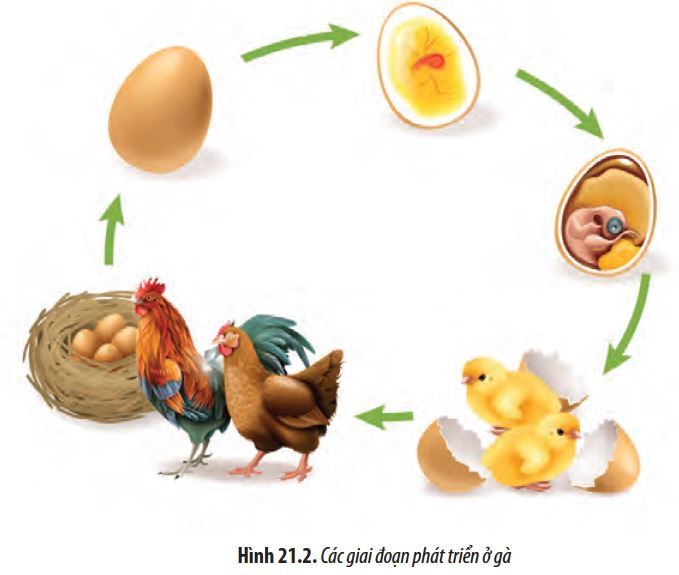 Hình 21.2. Các giai đoạn phát triển ở gà